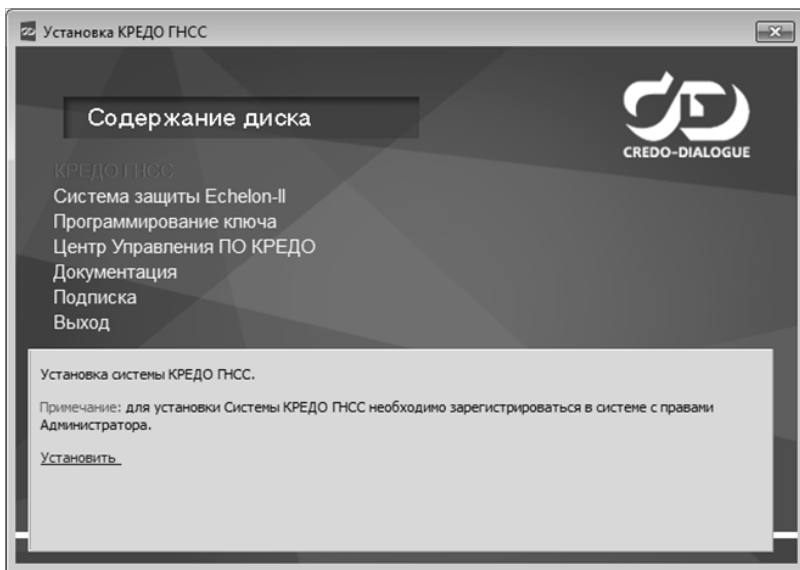 Установка КРЕДО ГНСС
Содержание диска
CREDO-DIALOGUE
КРЕДО ГНСС
Система защиты Echelon-II
Программирование ключа
Центр Управления ПО КРЕДО
Документация
Подписка
Выход
Установка системы КРЕДО ГНСС.
Примечание: для установки Системы КРЕДО ГНСС необходимо зарегистрироваться в системе с правами
Администратора.
Установить